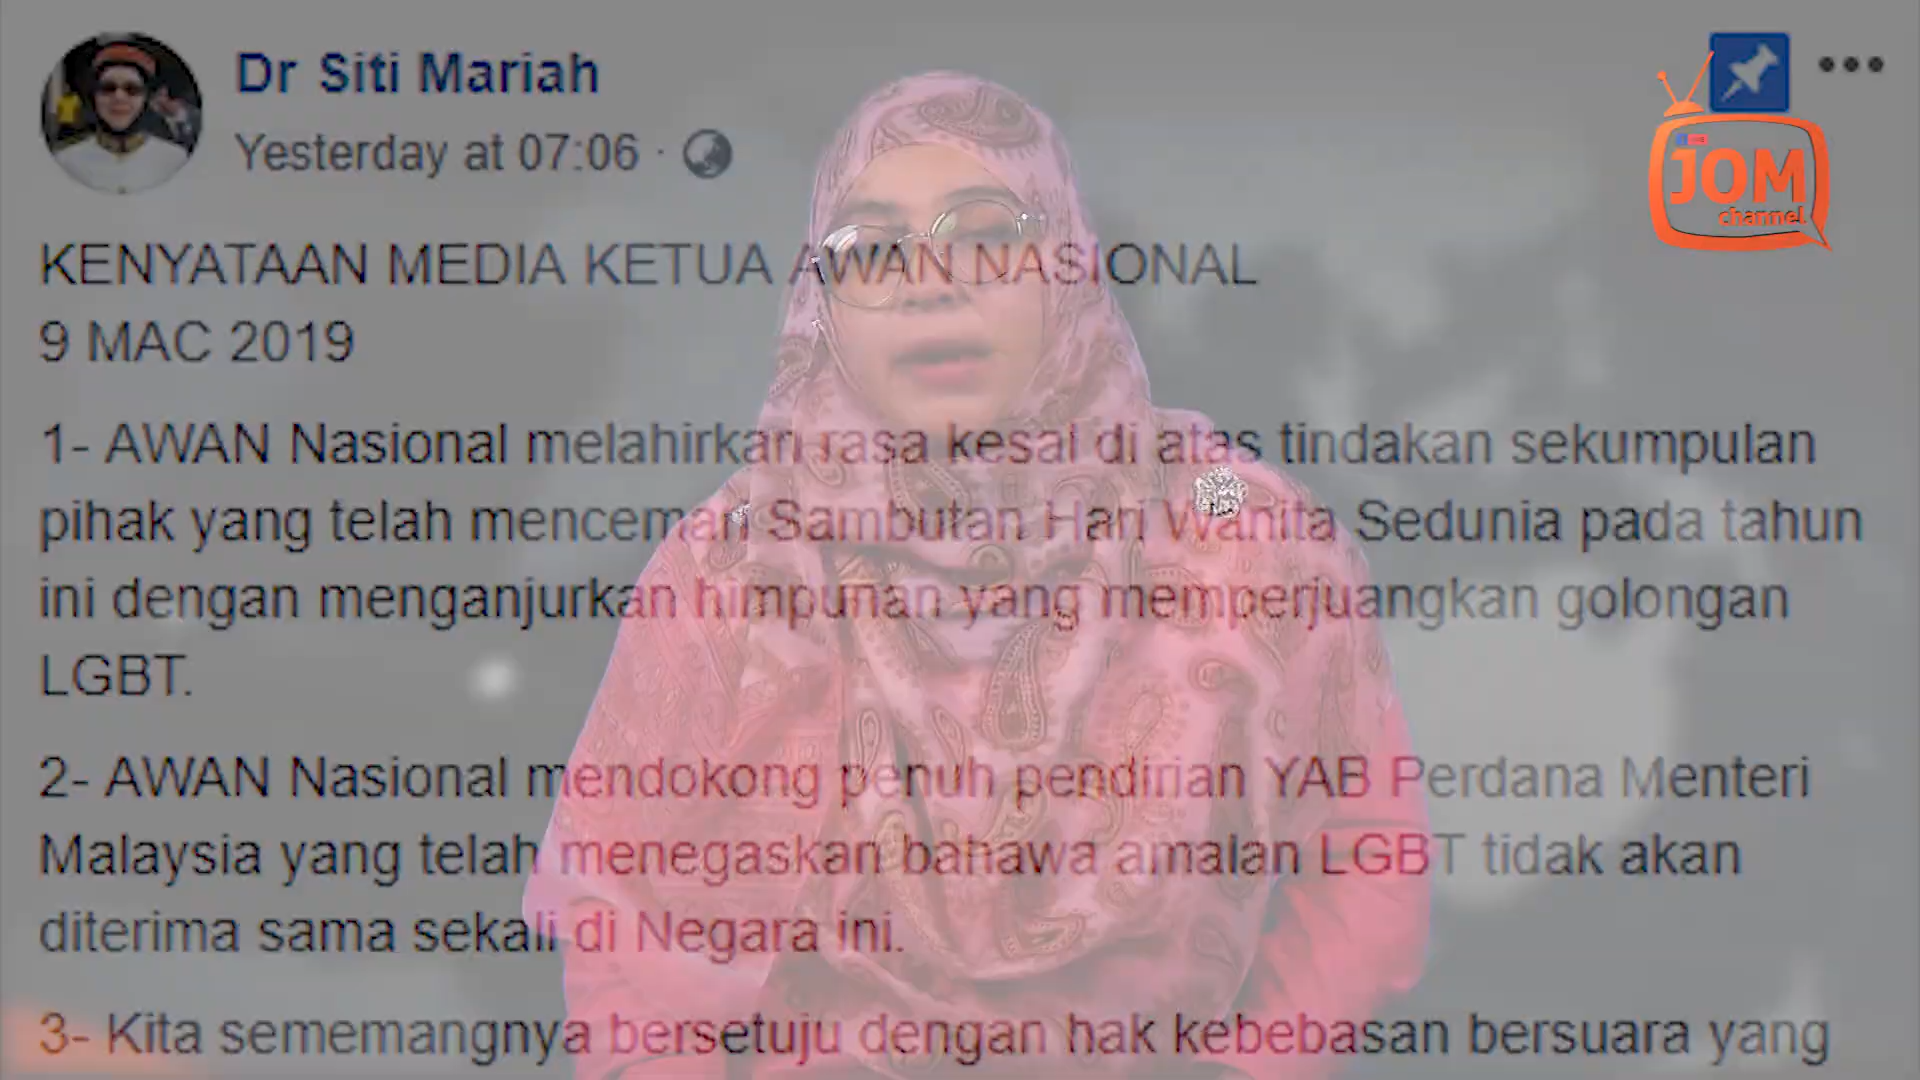 Dr Siti Mariah
Yesterday at 07:06
JOM
channel
KENYATAAN MEDIA KETUA AWAN NASIONAL
9 MAC 2019
1- AWAN Nasional melahirkan rasa kesal di atas tindakan sekumpulan
pihak yang telah mencemari Sambutan Hari Wanita Sedunia pada tahun
ini dengan menganjurkan himpunan yang memperjuangkan golongan
LGBT.
2- AWAN Nasional mendokong penuh pendirian YAB Perdana Menteri
Malaysia yang telah menegaskan bahawa amalan LGBT tidak akan
diterima sama sekali di Negara ini.
3- Kita sememangnya bersetuju dengan hak kebebasan bersuara yang